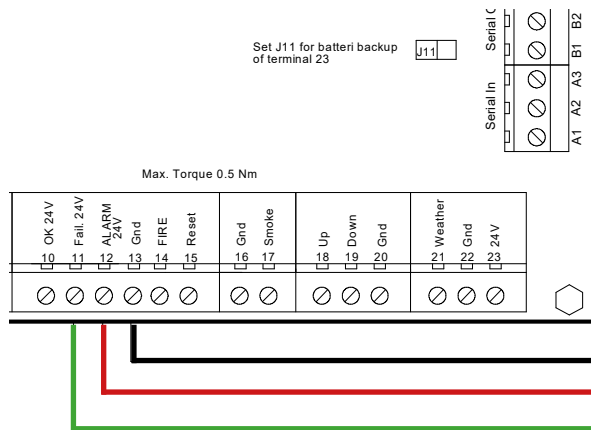 Set J11 for batteri backup
of terminal 23
J11
Serial
B2
B1
Serial In
A3
A2
A1
Max. Torque 0.5 Nm
OK 24V
Fail. 24V
ALARM
24V
Gnd
FIRE
Reset
Gnd
Smoke
Up
Down
Gnd
Weather
Gnd
24V
10 11 12 13 14 15 16 17 18 19 20 21 22 23